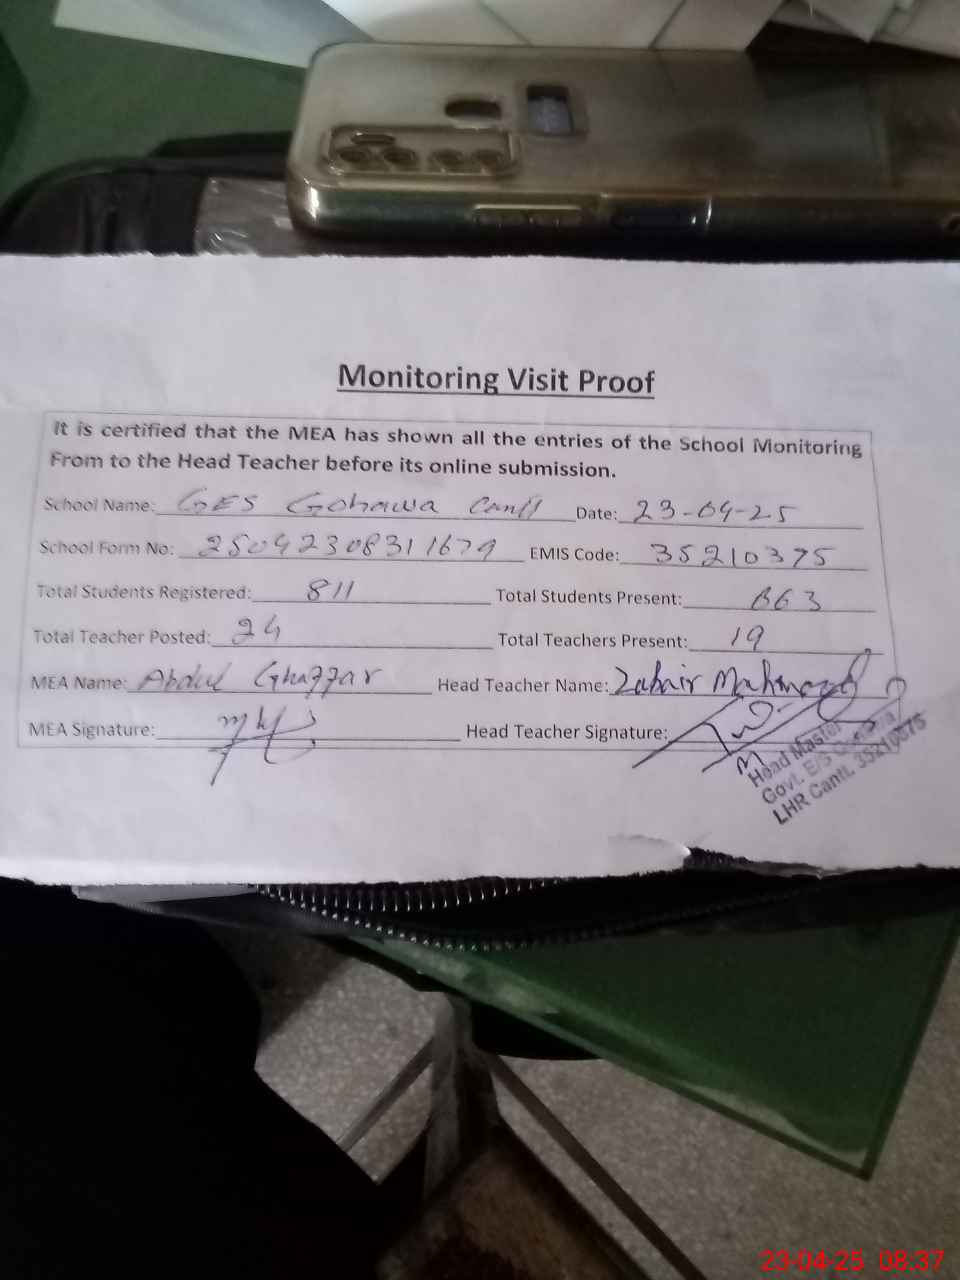 Monitoring Visit Proof
It is certified that the MEA has shown all the entries of the School Monitoring
From to the Head Teacher before its online submission.
School Name: GES Gohawa Cantt Date: 23-04-25
School Form No: 25042308311679 EMIS Code: 35210375
Total Students Registered: 811 Total Students Present: 663
Total Teacher Posted: 24 Total Teachers Present: 19
MEA Name: Abdul Ghaffar Head Teacher Name: Zabair Mahmood
MEA Signature: Head Teacher Signature:
Head Master
Govt. E/S Gohawa
LHR Cantt. 35210375
23-04-25 08:37